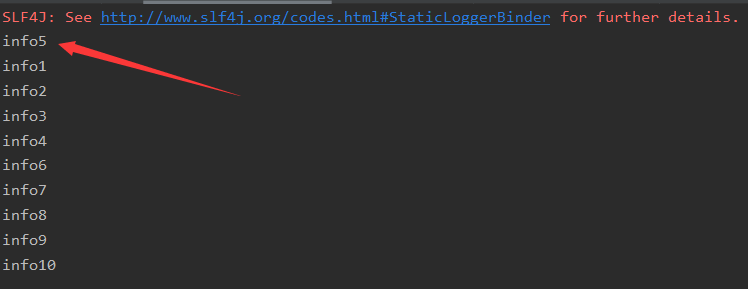 SLF4J: See http://www.slf4j.org/codes.html#StaticLoggerBinder for further details.
info5
info1
info2
info3
info4
info6
info7
info8
info9
info10